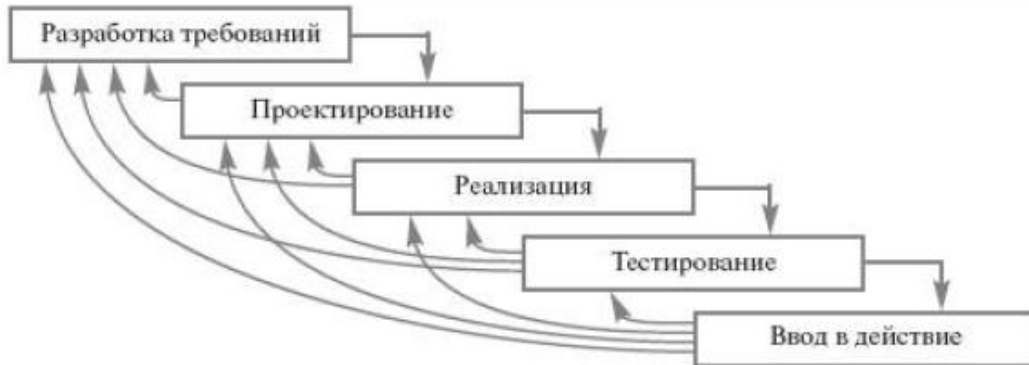 Разработка требований
Проектирование
Реализация
Тестирование
Ввод в действие